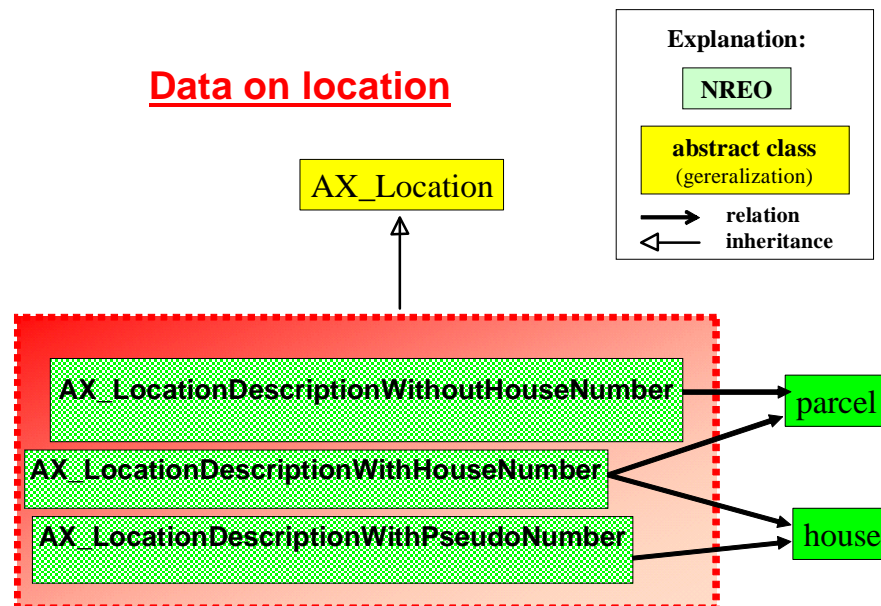 Data on location
Explanation:
NREO
abstract class
(gereralization)
relation
inheritance
AX_Location
AX_LocationDescriptionWithoutHouseNumber
parcel
AX_LocationDescriptionWithHouseNumber
AX_LocationDescriptionWithPseudoNumber
house